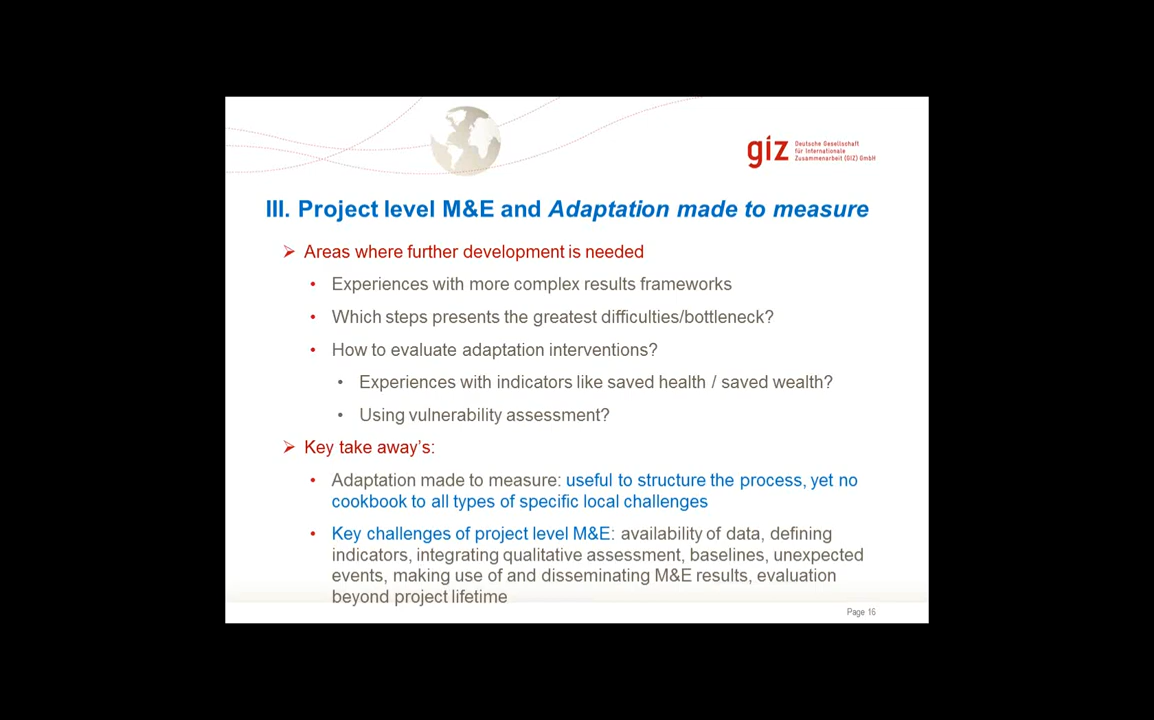 giz Deutsche Gesellschaft
für Internationale
Zusammenarbeit (GIZ) GmbH
III. Project level M&E and Adaptation made to measure
Areas where further development is needed
• Experiences with more complex results frameworks
• Which steps presents the greatest difficulties/bottleneck?
• How to evaluate adaptation interventions?
• Experiences with indicators like saved health / saved wealth?
• Using vulnerability assessment?
Key take away's:
• Adaptation made to measure: useful to structure the process, yet no
cookbook to all types of specific local challenges
• Key challenges of project level M&E: availability of data, defining
indicators, integrating qualitative assessment, baselines, unexpected
events, making use of and disseminating M&E results, evaluation
beyond project lifetime
Page 16